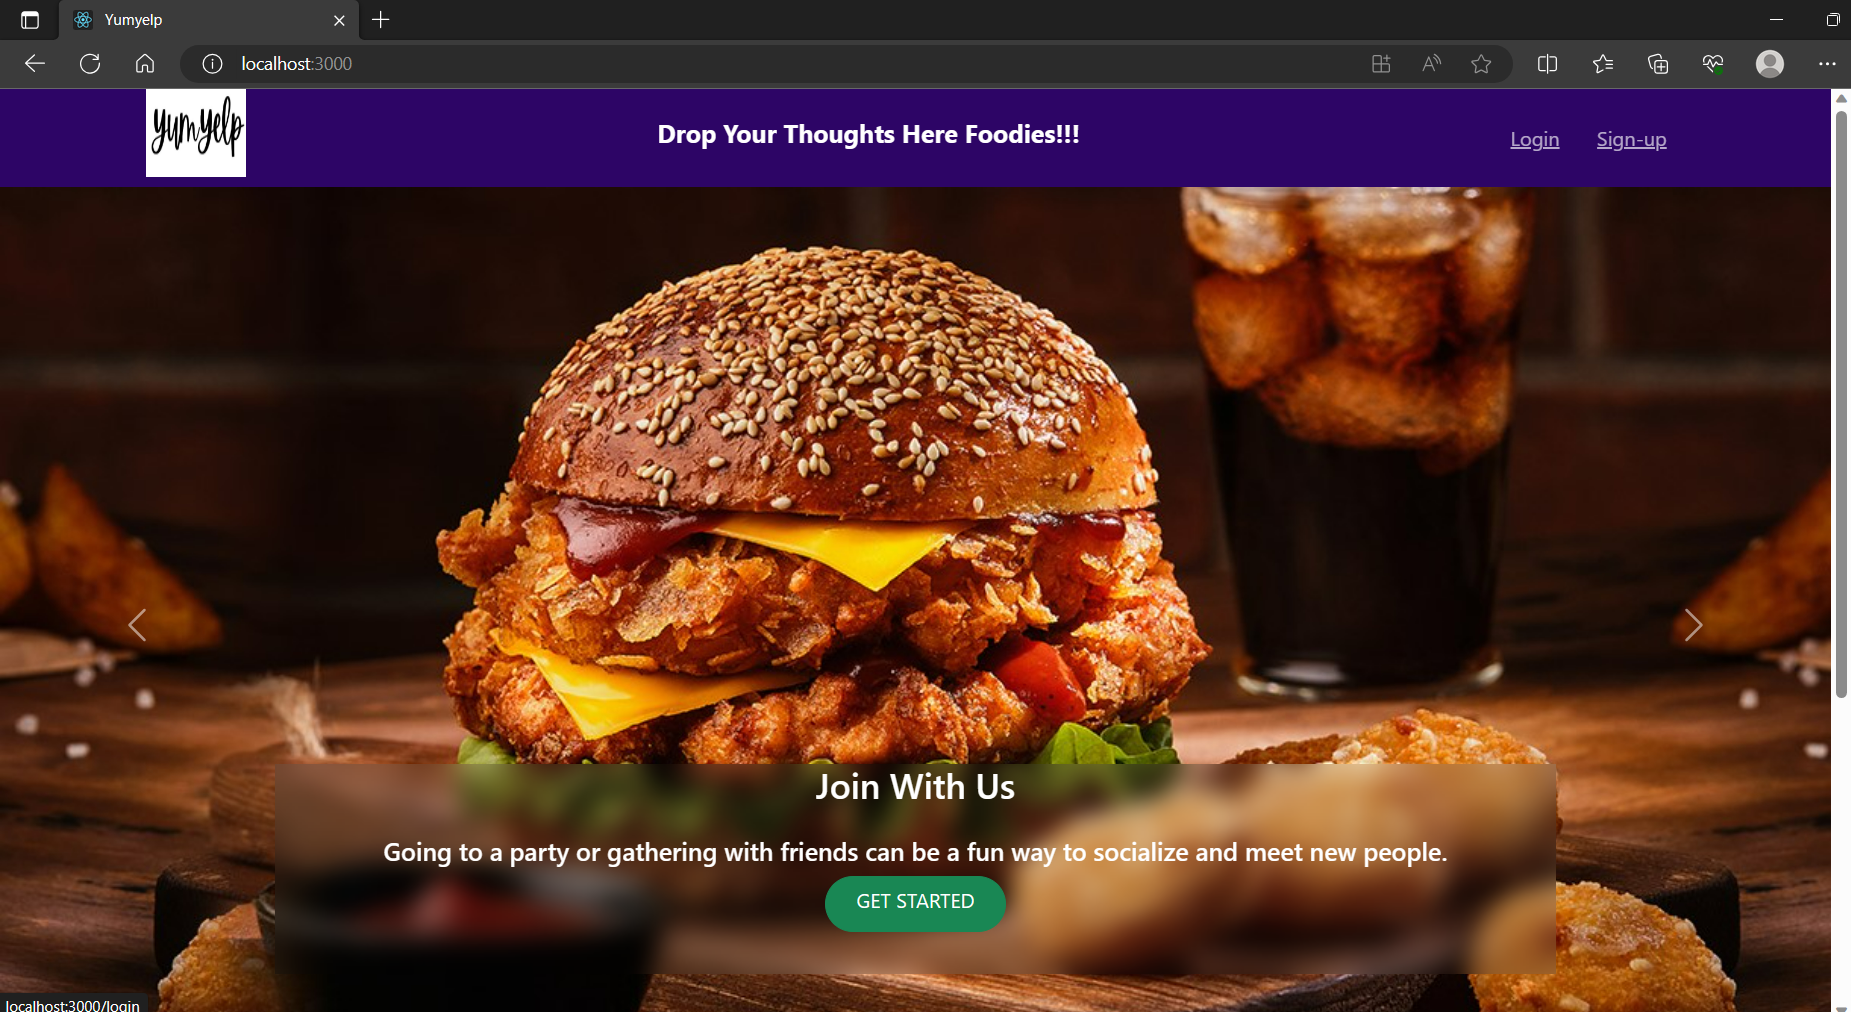 Yumyelp
localhost:3000
yumyelp
Drop Your Thoughts Here Foodies!!!
Login
Sign-up
Join With Us
Going to a party or gathering with friends can be a fun way to socialize and meet new people.
GET STARTED
localhost:3000/login